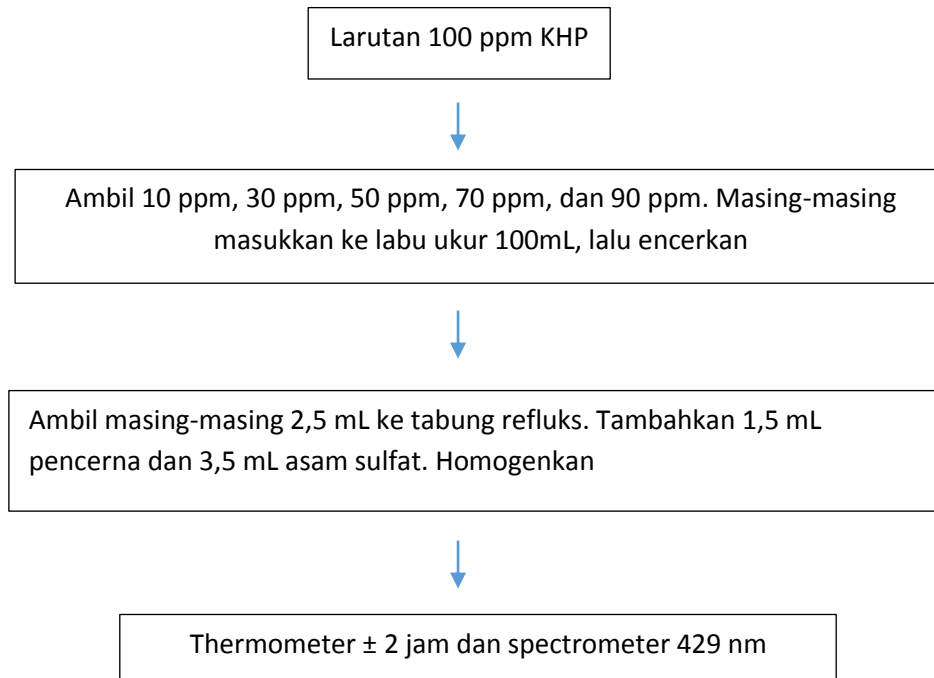 Larutan 100 ppm KHP
Ambil 10 ppm, 30 ppm, 50 ppm, 70 ppm, dan 90 ppm. Masing-masing
masukkan ke labu ukur 100mL, lalu encerkan
Ambil masing-masing 2,5 mL ke tabung refluks. Tambahkan 1,5 mL
pencerna dan 3,5 mL asam sulfat. Homogenkan
Thermometer ± 2 jam dan spectrometer 429 nm